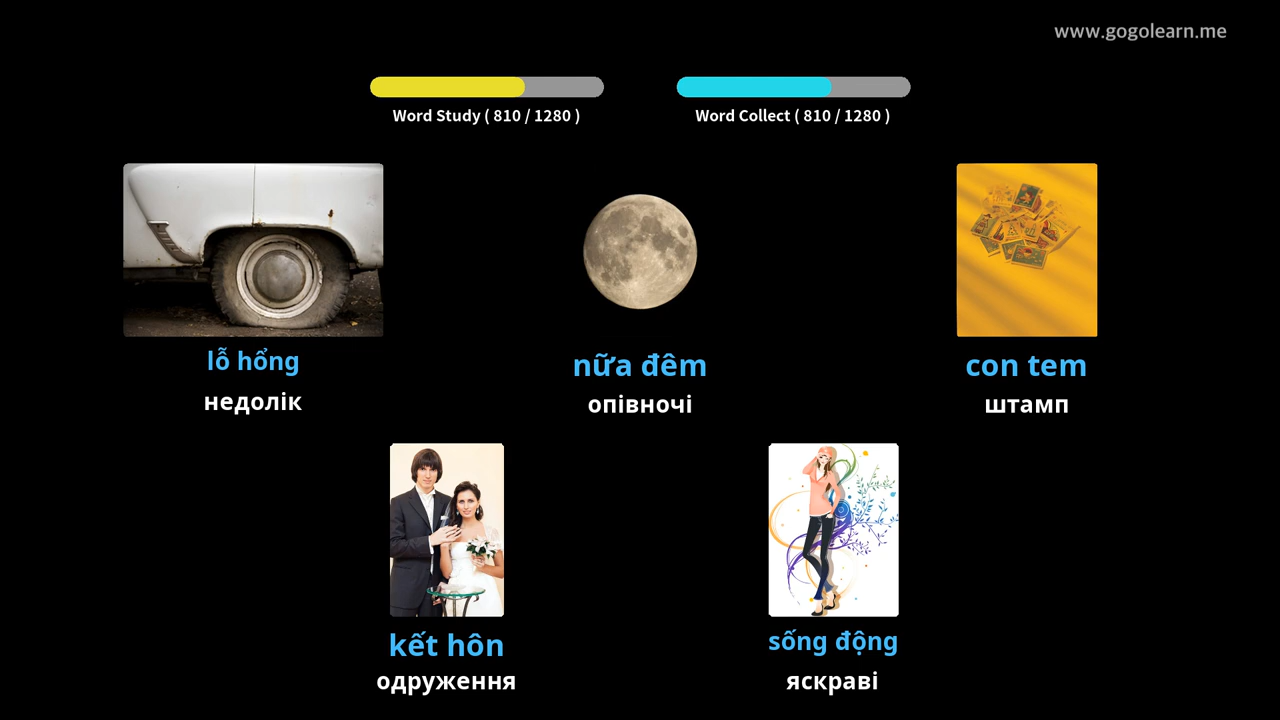 www.gogolearn.me
Word Study ( 810 / 1280 )
Word Collect ( 810 / 1280 )
lỗ hổng
недолік
nữa đêm
опівночі
con tem
штамп
kết hôn
одруження
sống động
яскраві